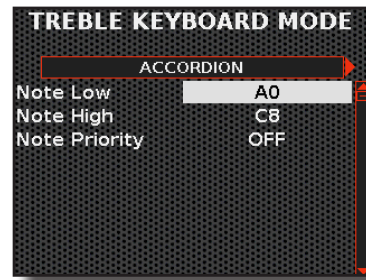 TREBLE KEYBOARD MODE
ACCORDION
Note Low A0
Note High C8
Note Priority OFF